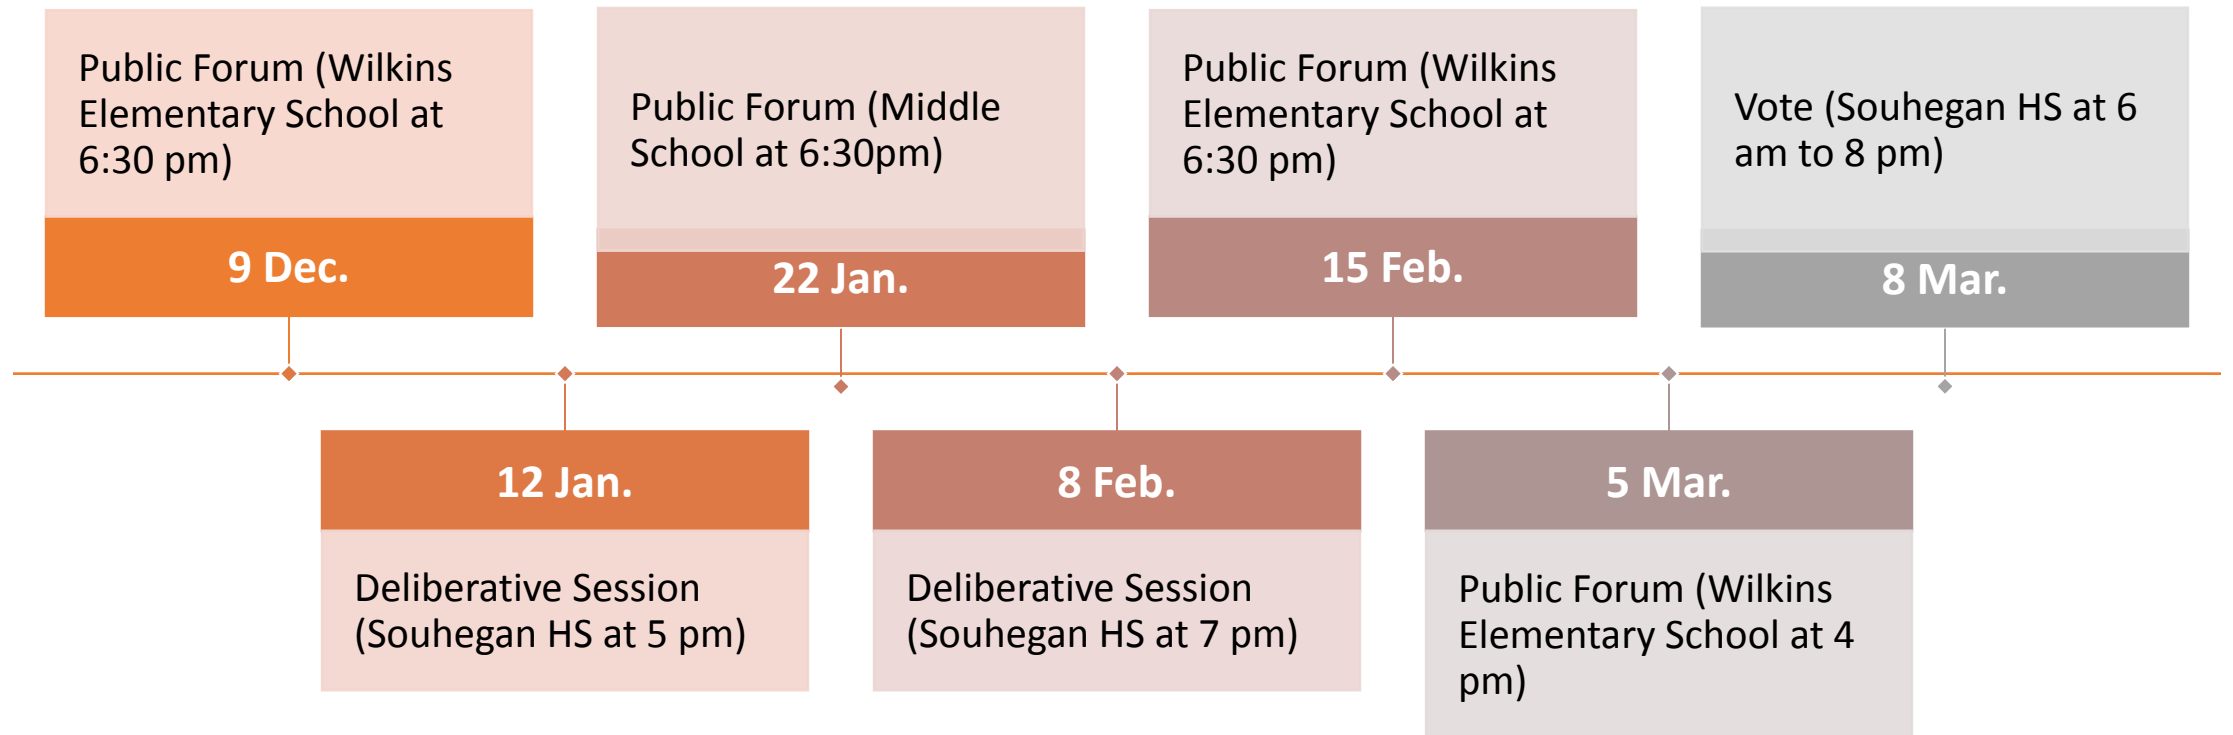 Public Forum (Wilkins
Elementary School at
6:30 pm)
9 Dec.
12 Jan.
Deliberative Session
(Souhegan HS at 5 pm)
Public Forum (Middle
School at 6:30pm)
22 Jan.
8 Feb.
Deliberative Session
(Souhegan HS at 7 pm)
Public Forum (Wilkins
Elementary School at
6:30 pm)
15 Feb.
5 Mar.
Public Forum (Wilkins
Elementary School at 4
pm)
Vote (Souhegan HS at 6
am to 8 pm)
8 Mar.